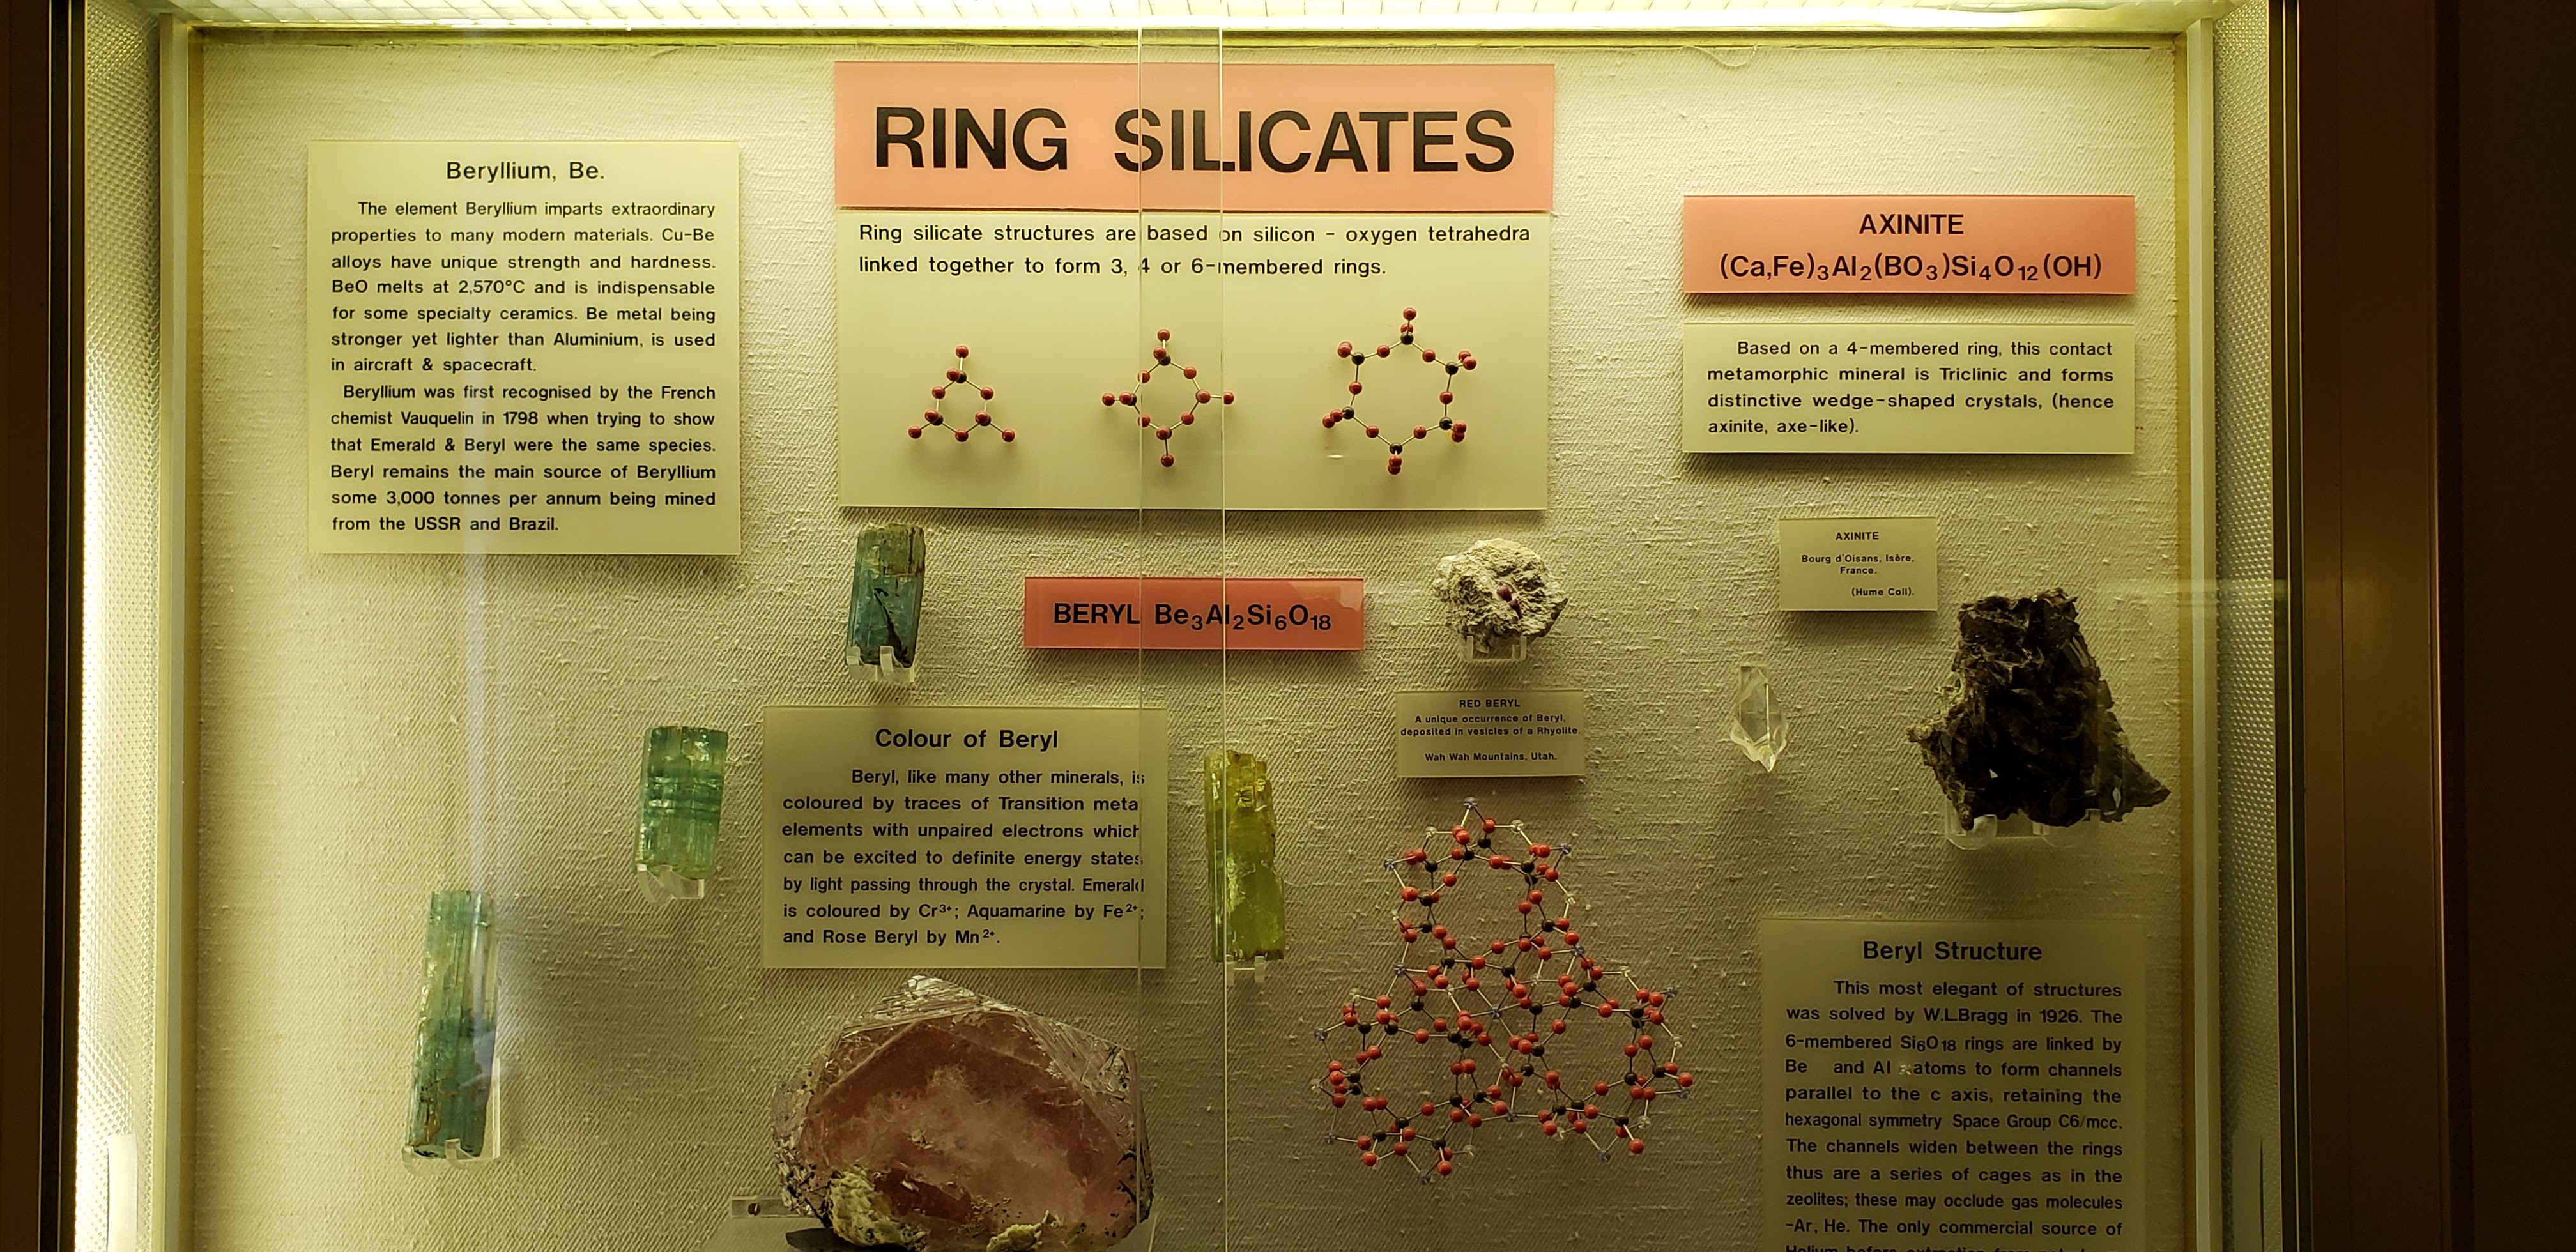 RING SILICATES
Ring silicate structures are based on silicon - oxygen tetrahedra
linked together to form 3, 4 or 6-membered rings.
Beryllium, Be.
The element Beryllium imparts extraordinary
properties to many modern materials. Cu-Be
alloys have unique strength and hardness.
BeO melts at 2,570°C and is indispensable
for some specialty ceramics. Be metal being
stronger yet lighter than Aluminium, is used
in aircraft & spacecraft.
Beryllium was first recognised by the French
chemist Vauquelin in 1798 when trying to show
that Emerald & Beryl were the same species.
Beryl remains the main source of Beryllium
some 3,000 tonnes per annum being mined
from the USSR and Brazil.
AXINITE
(Ca,Fe)₃Al₂(BO₃)Si₄O₁₂(OH)
Based on a 4-membered ring, this contact
metamorphic mineral is Triclinic and forms
distinctive wedge-shaped crystals, (hence
axinite, axe-like).
AXINITE
Bourg d'Oisans, Isère,
France.
(Hume Coll).
BERYL Be₃Al₂Si₆O₁₈
RED BERYL
A unique occurrence of Beryl,
deposited in vesicles of a Rhyolite.
Wah Wah Mountains, Utah.
Colour of Beryl
Beryl, like many other minerals, is
coloured by traces of Transition meta
elements with unpaired electrons which
can be excited to definite energy states
by light passing through the crystal. Emerald
is coloured by Cr³⁺; Aquamarine by Fe²⁺;
and Rose Beryl by Mn²⁺.
Beryl Structure
This most elegant of structures
was solved by W.L.Bragg in 1926. The
6-membered Si₆O₁₈ rings are linked by
Be and Al atoms to form channels
parallel to the c axis, retaining the
hexagonal symmetry Space Group C6/mcc.
The channels widen between the rings
thus are a series of cages as in the
zeolites; these may occlude gas molecules
-Ar, He. The only commercial source of